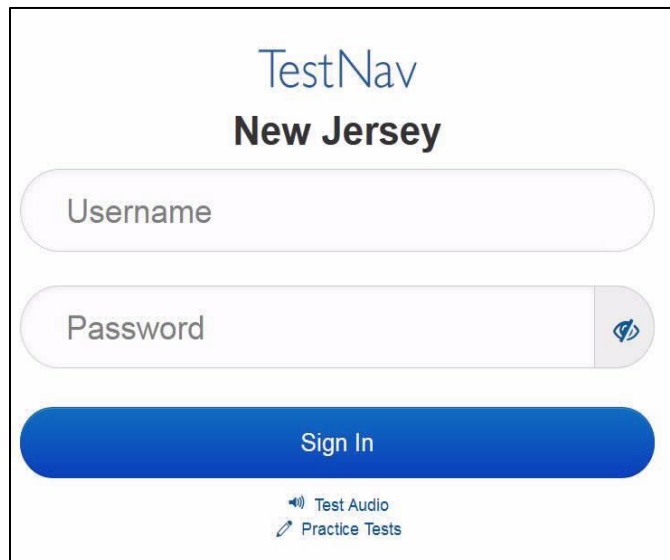 TestNav
New Jersey
Username
Password
Sign In
Test Audio
Practice Tests